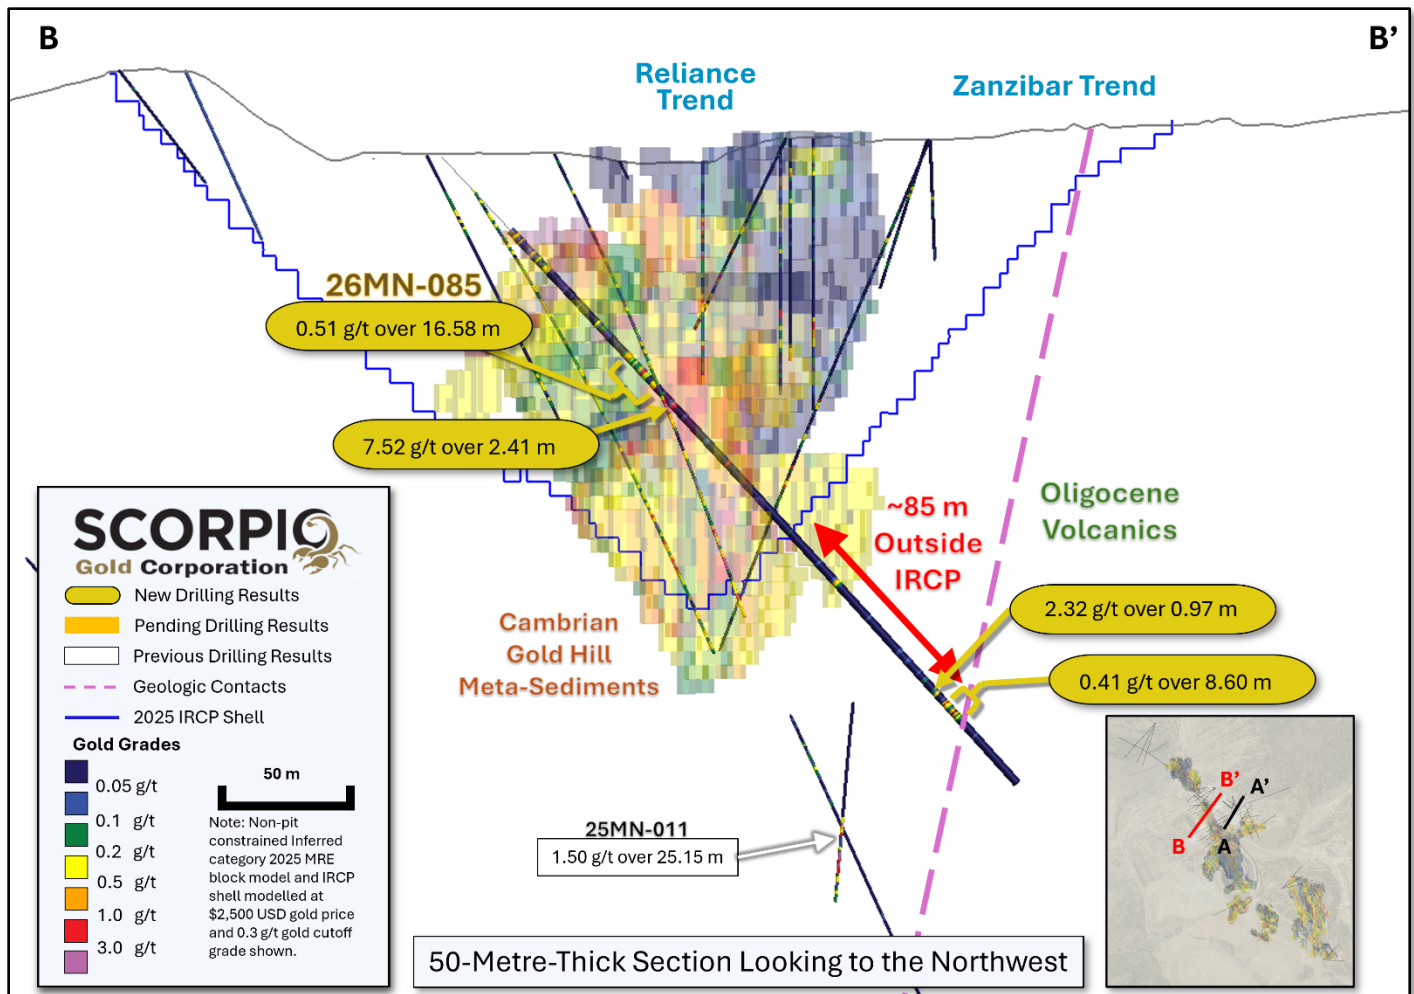 B
B’
Reliance
Trend
Zanzibar Trend
26MN-085
0.51 g/t over 16.58 m
7.52 g/t over 2.41 m
~85 m
Outside
IRCP
Oligocene
Volcanics
2.32 g/t over 0.97 m
0.41 g/t over 8.60 m
Cambrian
Gold Hill
Meta-Sediments
25MN-011
1.50 g/t over 25.15 m
SCORPIO
Gold Corporation
New Drilling Results
Pending Drilling Results
Previous Drilling Results
Geologic Contacts
2025 IRCP Shell
Gold Grades
0.05 g/t
0.1 g/t
0.2 g/t
0.5 g/t
1.0 g/t
3.0 g/t
50 m
Note: Non-pit
constrained Inferred
category 2025 MRE
block model and IRCP
shell modelled at
$2,500 USD gold price
and 0.3 g/t gold cutoff
grade shown.
B’
A’
B
A
50-Metre-Thick Section Looking to the Northwest